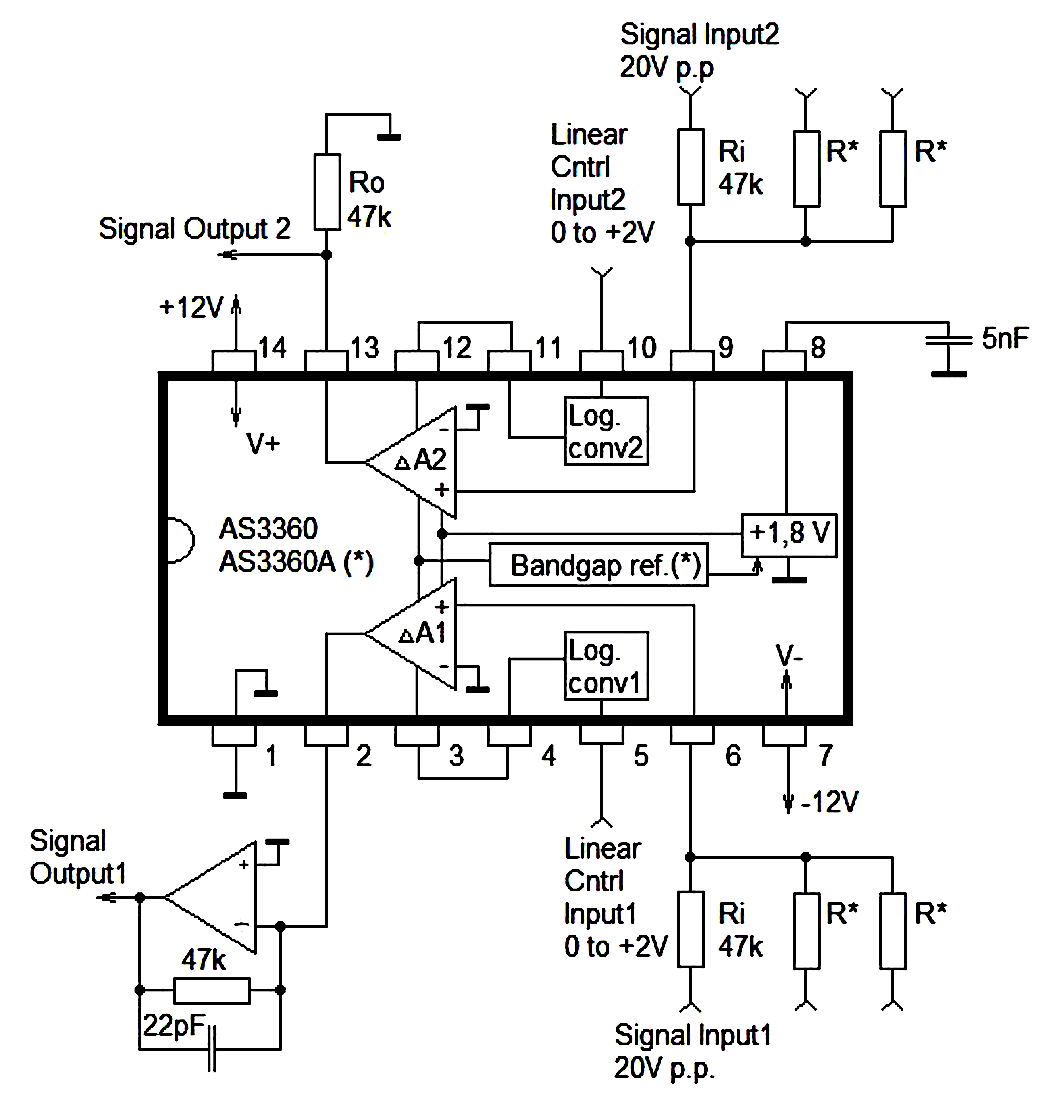 Signal Input2
20V p.p
Linear
Cntrl
Input2
0 to +2V
Ri
47k
R*
R*
Ro
47k
Signal Output 2
+12V
14
13
12
11
10
9
8
5nF
V+
Log.
conv2
△A2
-
+
AS3360
AS3360A (*)
+1,8 V
Bandgap ref.(*)
+
△A1
-
Log.
conv1
V-
1
2
3
4
5
6
7
-12V
Signal
Output1
+
-
47k
22pF
Linear
Cntrl
Input1
0 to +2V
Ri
47k
R*
R*
Signal Input1
20V p.p.